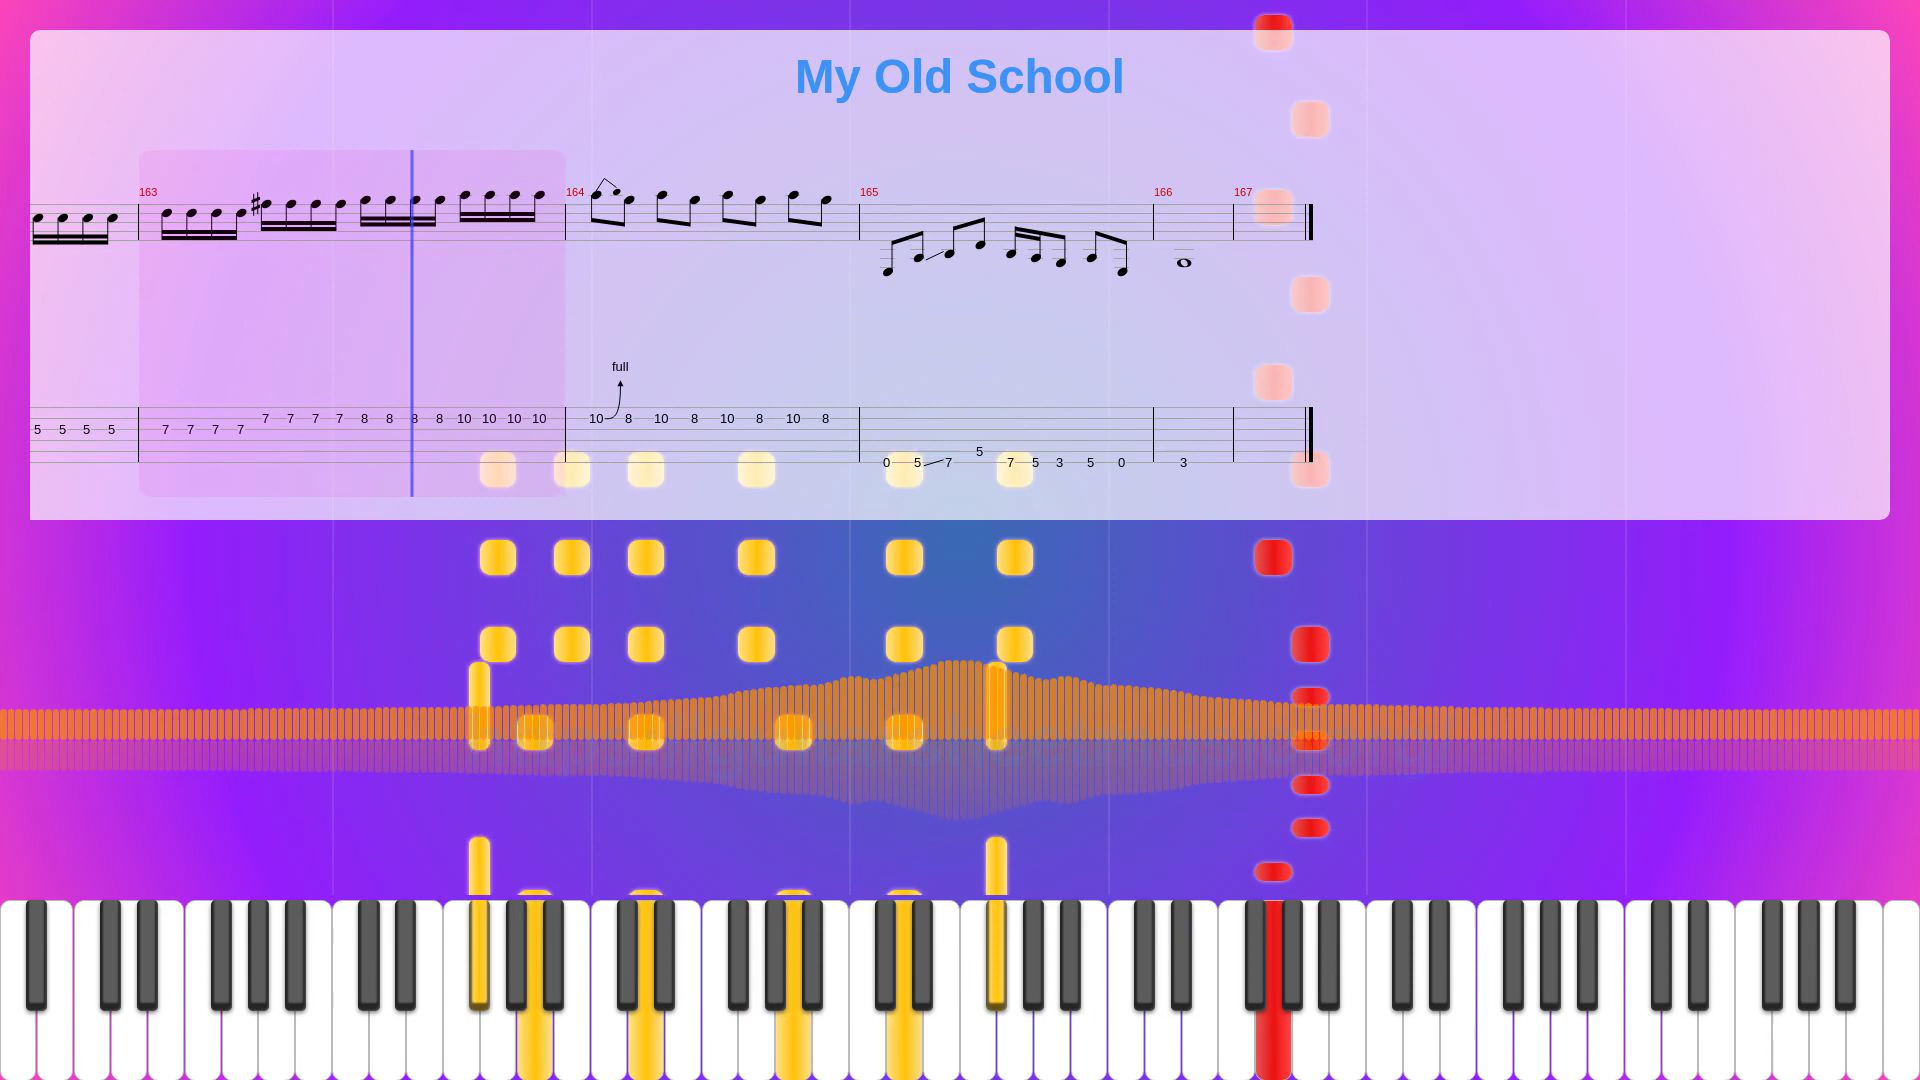 My Old School
163 164 165 166 167
full
7 7 7 7 8 8 8 8 10 10 10 10 10 8 10 8 10 8 10 8
5 5 5 5 7 7 7 7
5
0 5 7 7 5 3 5 0 3